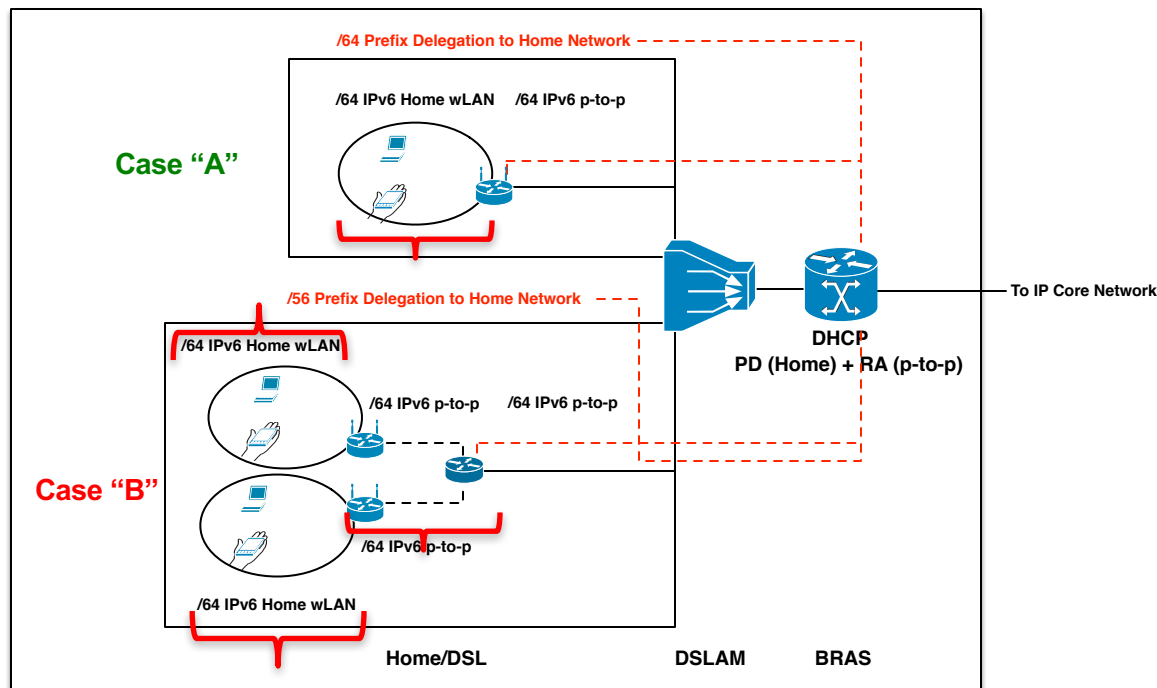 /64 Prefix Delegation to Home Network
/64 IPv6 Home wLAN
/64 IPv6 p-to-p
Case “A”
/56 Prefix Delegation to Home Network
To IP Core Network
/64 IPv6 Home wLAN
DHCP
PD (Home) + RA (p-to-p)
/64 IPv6 p-to-p
/64 IPv6 p-to-p
Case “B”
/64 IPv6 p-to-p
/64 IPv6 Home wLAN
Home/DSL
DSLAM
BRAS